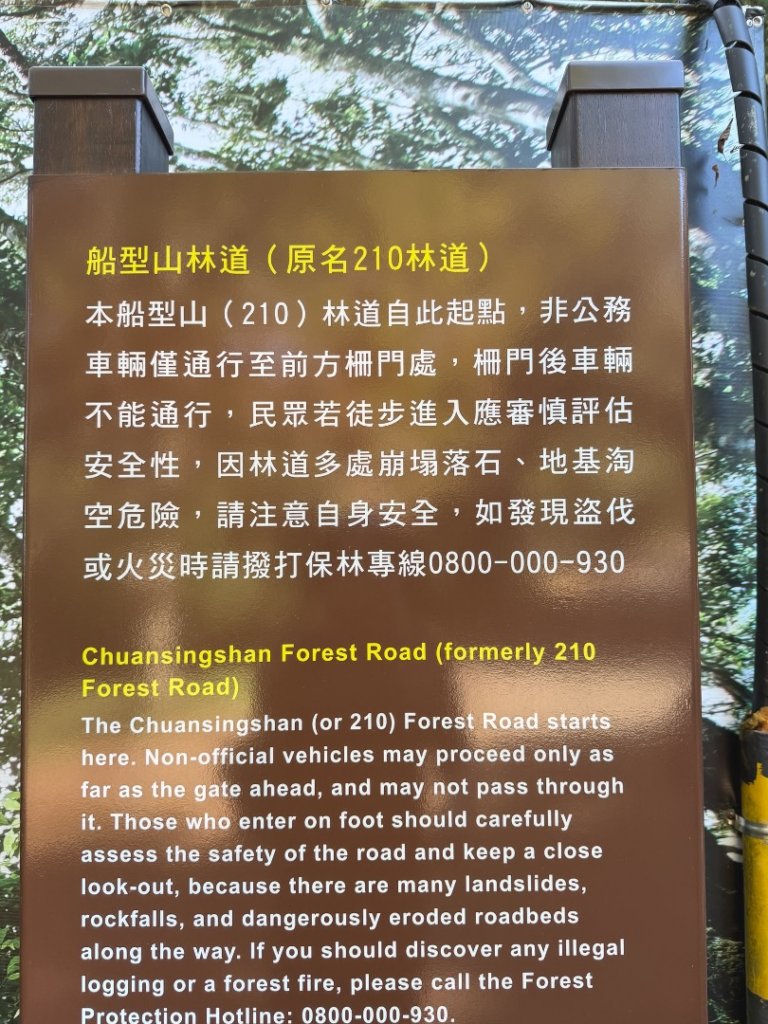 船型山林道（原名210林道）
本船型山（210）林道自此起點，非公務
車輛僅通行至前方柵門處，柵門後車輛
不能通行，民眾若徒步進入應審慎評估
安全性，因林道多處崩塌落石、地基淘
空危險，請注意自身安全，如發現盜伐
或火災時請撥打保林專線0800-000-930
Chuansingshan Forest Road (formerly 210
Forest Road)
The Chuansingshan (or 210) Forest Road starts
here. Non-official vehicles may proceed only as
far as the gate ahead, and may not pass through
it. Those who enter on foot should carefully
assess the safety of the road and keep a close
look-out, because there are many landslides,
rockfalls, and dangerously eroded roadbeds
along the way. If you should discover any illegal
logging or a forest fire, please call the Forest
Protection Hotline: 0800-000-930.